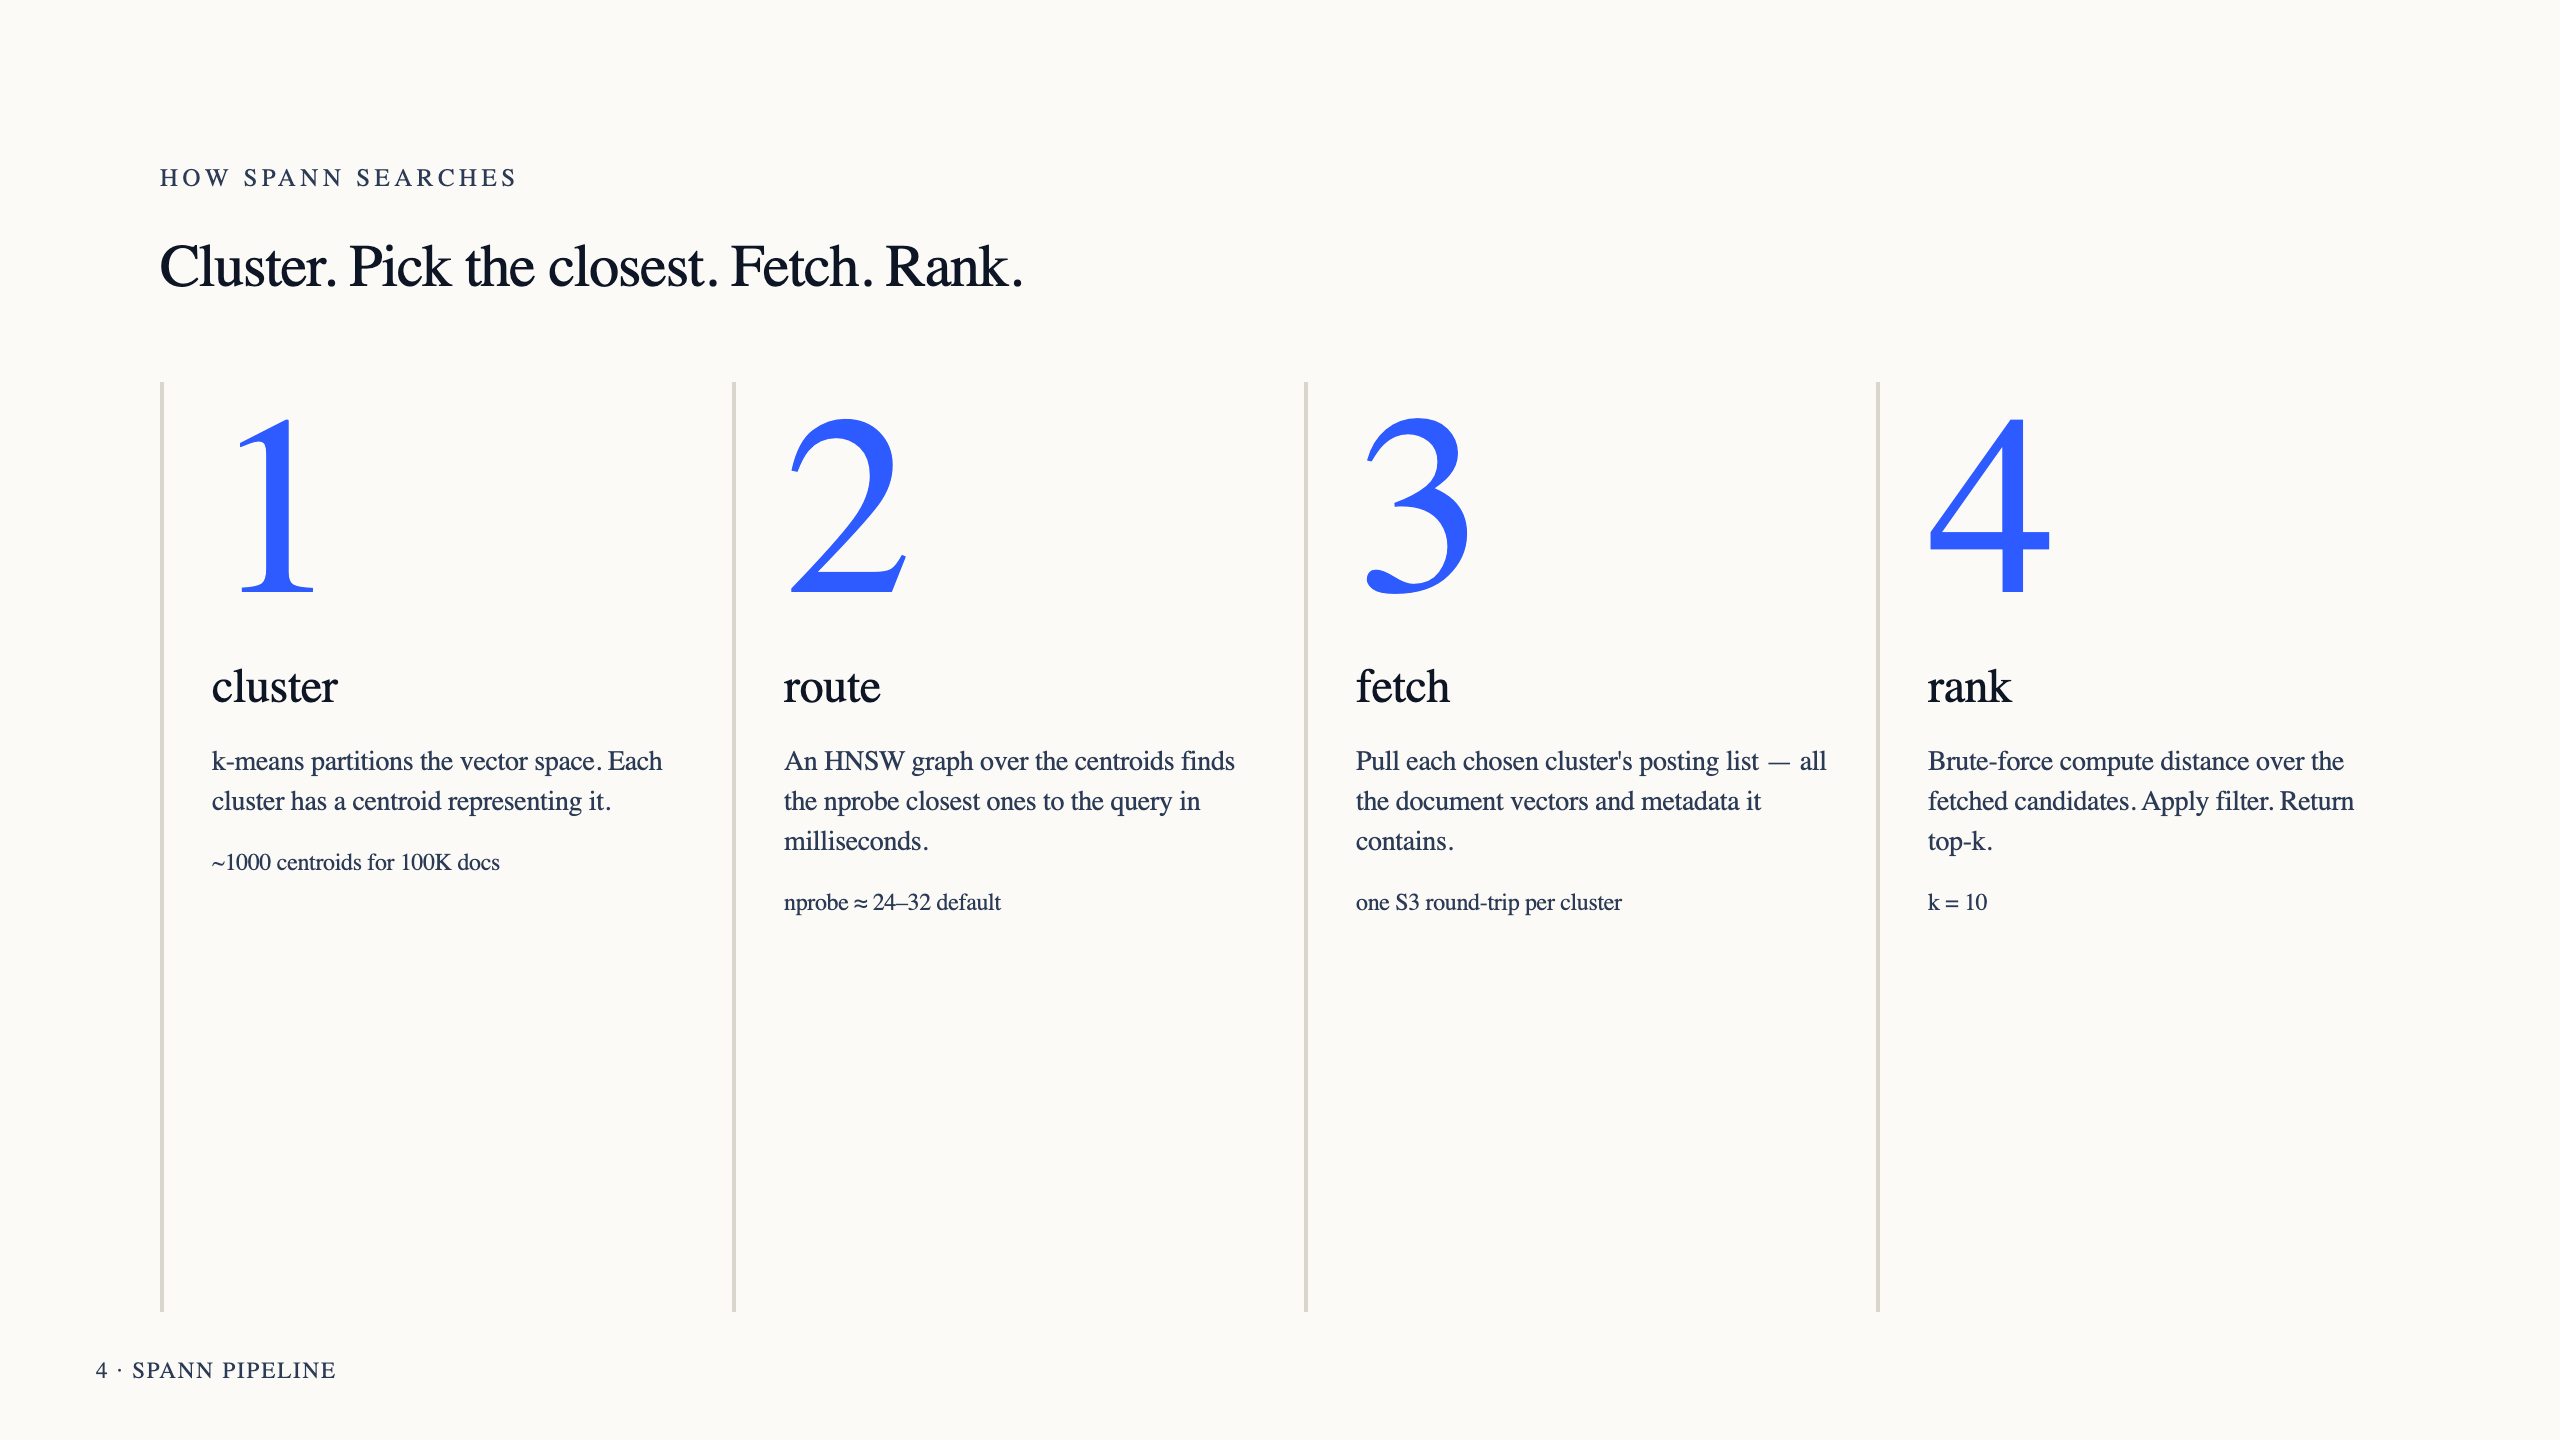 HOW SPANN SEARCHES
Cluster. Pick the closest. Fetch. Rank.
1
cluster
k-means partitions the vector space. Each
cluster has a centroid representing it.
~1000 centroids for 100K docs
2
route
An HNSW graph over the centroids finds
the nprobe closest ones to the query in
milliseconds.
nprobe ≈ 24–32 default
3
fetch
Pull each chosen cluster's posting list — all
the document vectors and metadata it
contains.
one S3 round-trip per cluster
4
rank
Brute-force compute distance over the
fetched candidates. Apply filter. Return
top-k.
k = 10
4 · SPANN PIPELINE